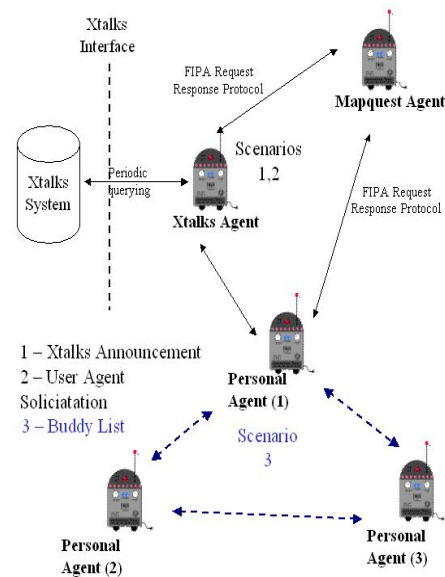 Xtalks
Interface
FIPA Request
Response Protocol
Mapquest Agent
Scenarios
1,2
Xtalks
System
Periodic
querying
Xtalks Agent
FIPA Request
Response Protocol
1 – Xtalks Announcement
2 – User Agent
Soliciatation
3 – Buddy List
Personal
Agent (1)
Scenario
3
Personal
Agent (2)
Personal
Agent (3)